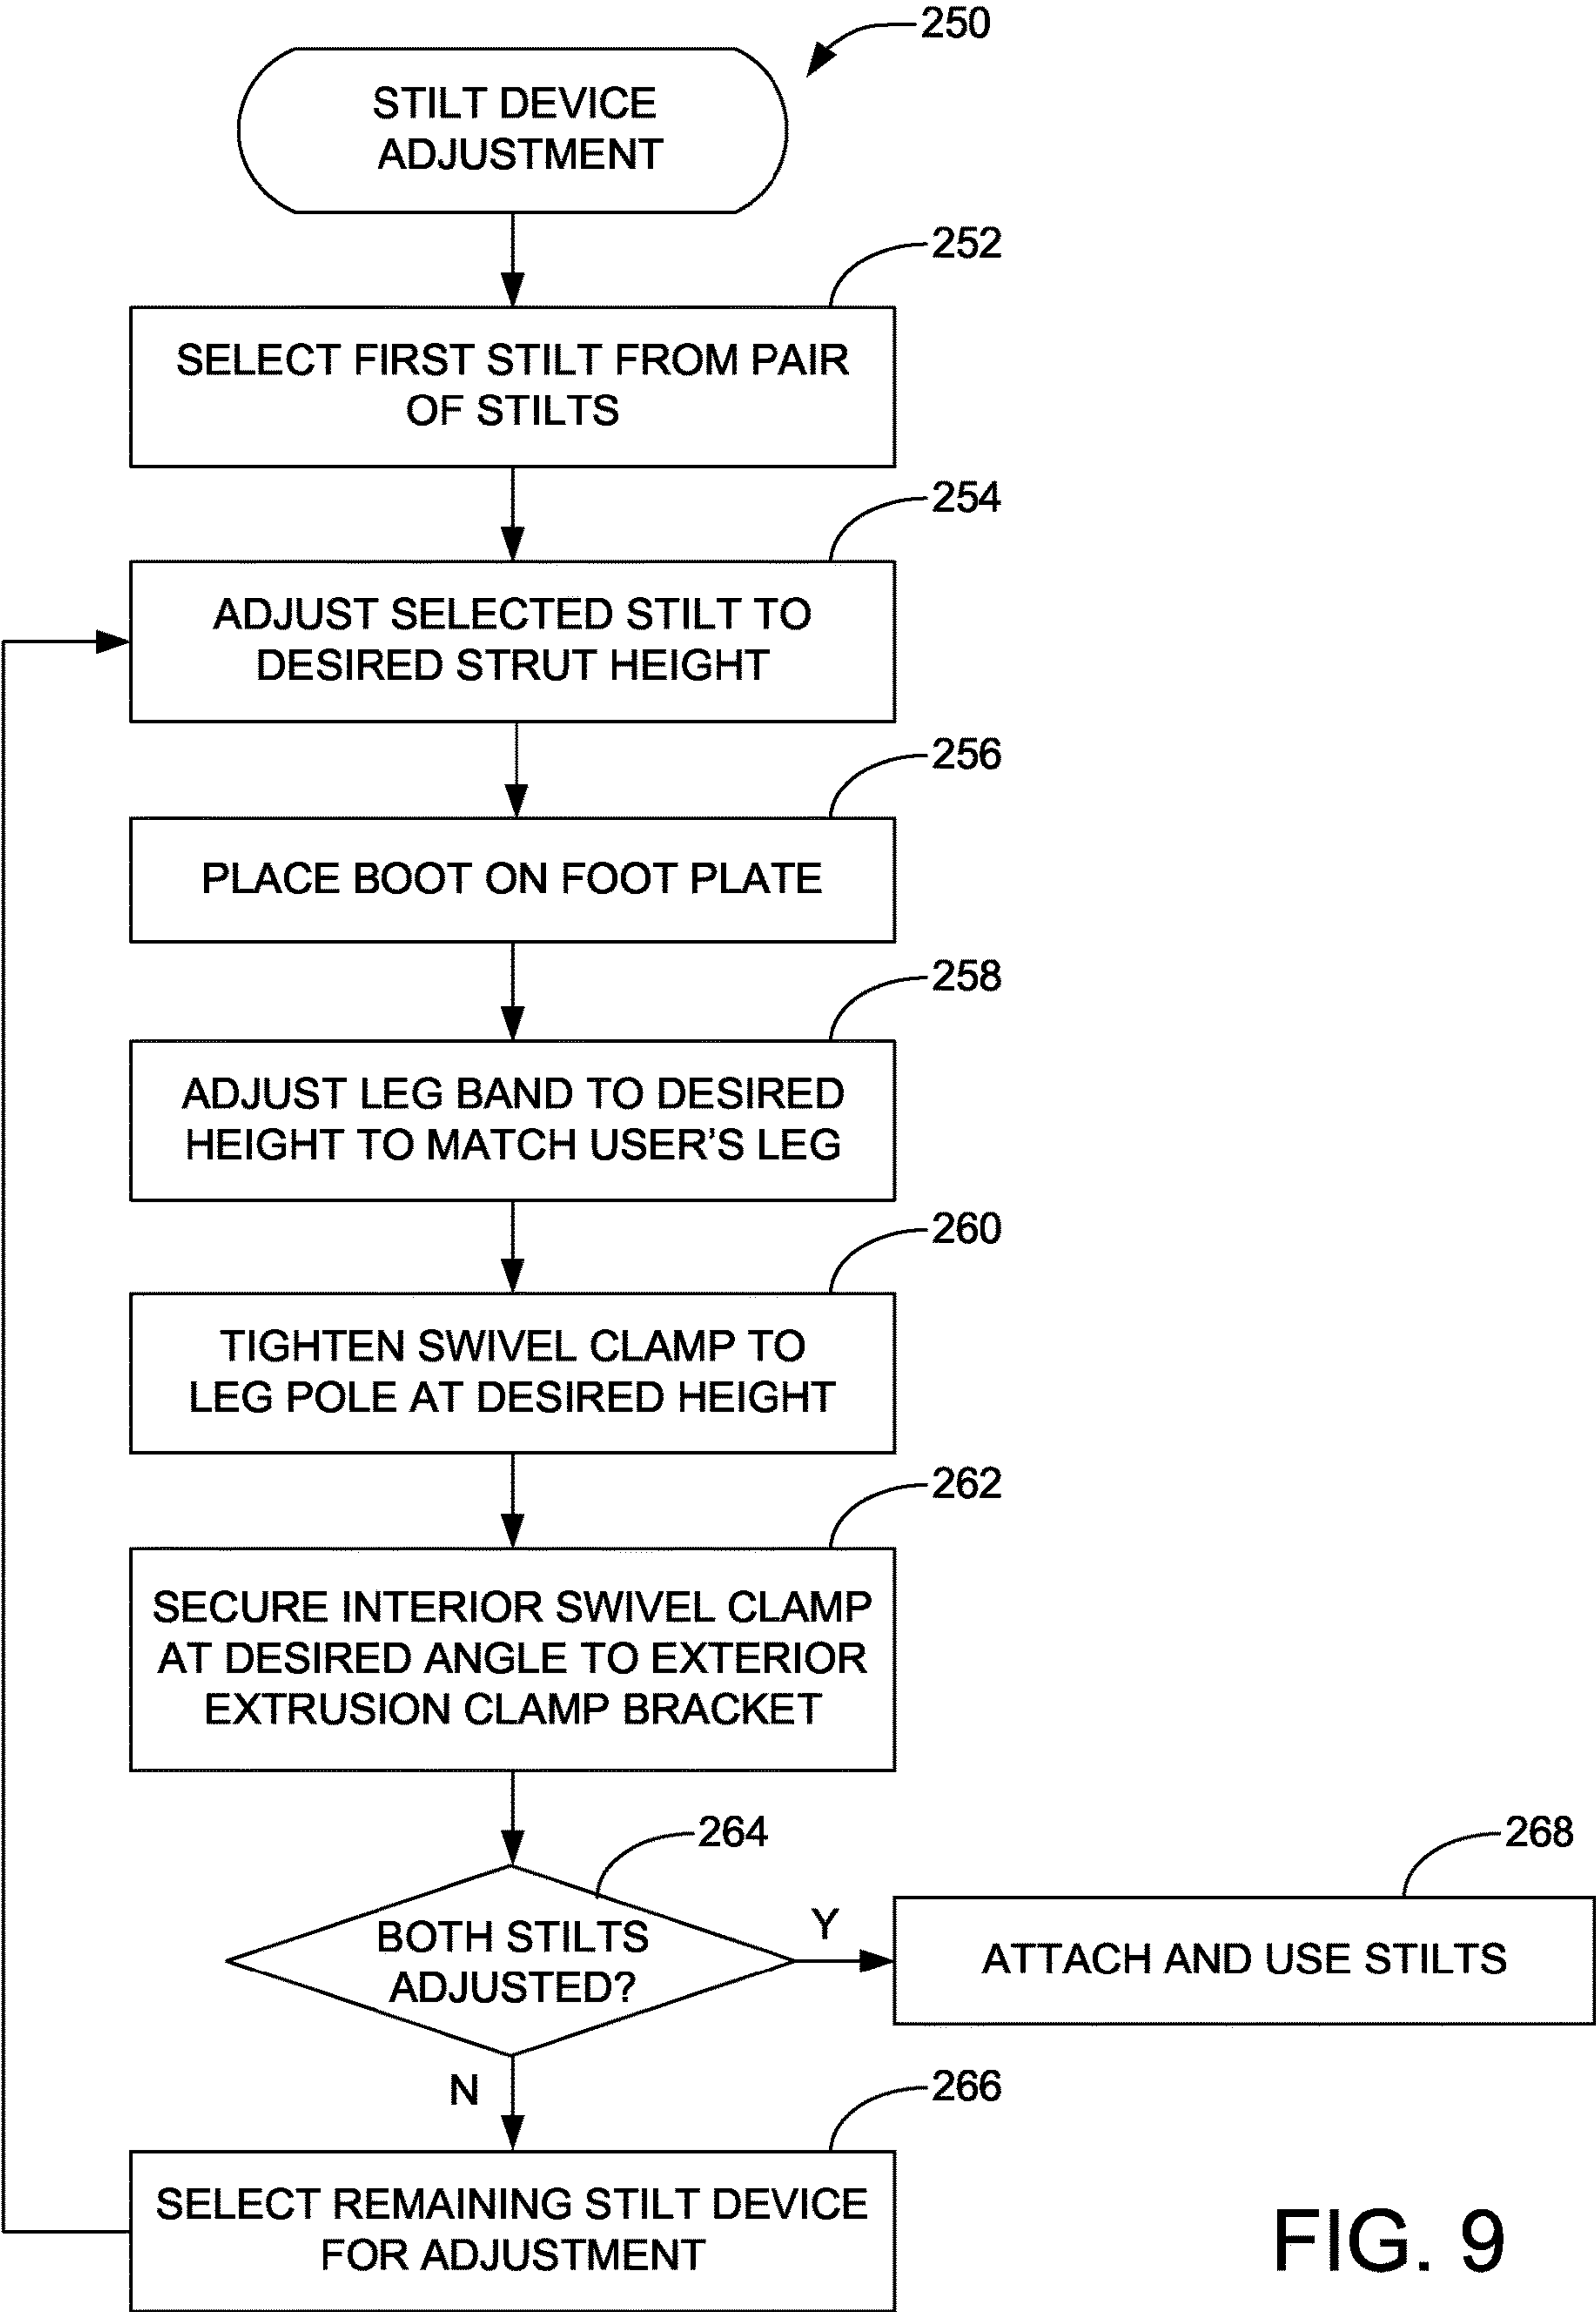 250
STILT DEVICE
ADJUSTMENT
252
SELECT FIRST STILT FROM PAIR
OF STILTS
254
ADJUST SELECTED STILT TO
DESIRED STRUT HEIGHT
256
PLACE BOOT ON FOOT PLATE
258
ADJUST LEG BAND TO DESIRED
HEIGHT TO MATCH USER'S LEG
260
TIGHTEN SWIVEL CLAMP TO
LEG POLE AT DESIRED HEIGHT
262
SECURE INTERIOR SWIVEL CLAMP
AT DESIRED ANGLE TO EXTERIOR
EXTRUSION CLAMP BRACKET
264
BOTH STILTS
ADJUSTED?
Y
268
ATTACH AND USE STILTS
N
266
SELECT REMAINING STILT DEVICE
FOR ADJUSTMENT
FIG. 9